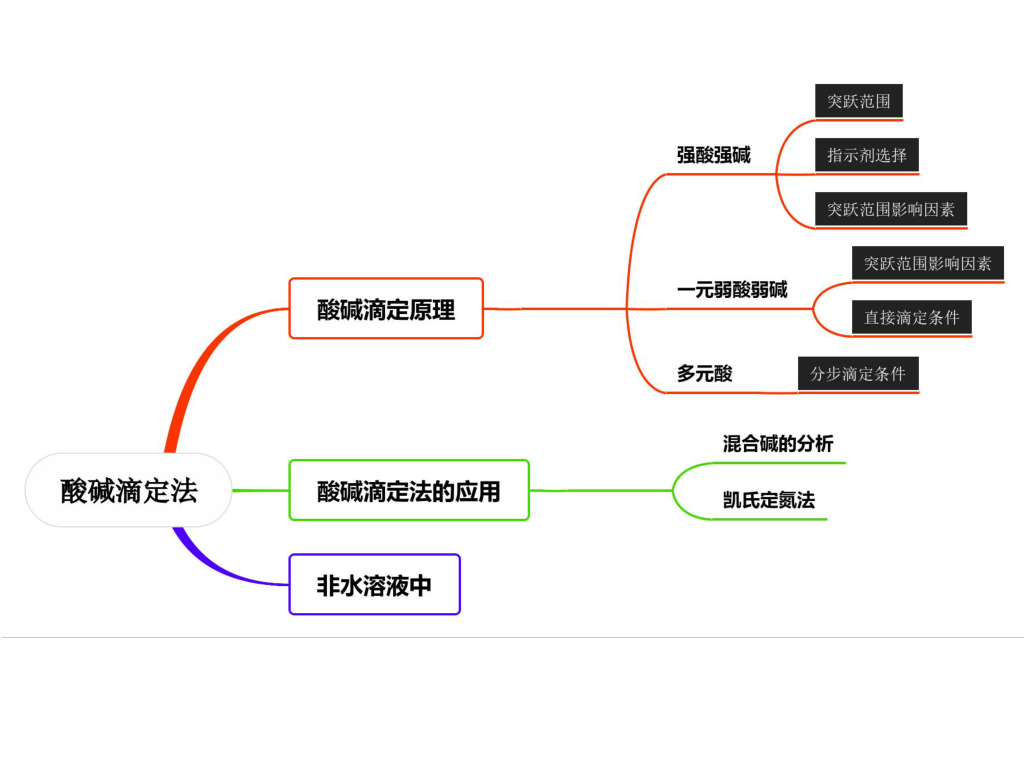 酸碱滴定法
酸碱滴定原理
强酸强碱
突跃范围
指示剂选择
突跃范围影响因素
一元弱酸弱碱
突跃范围影响因素
直接滴定条件
多元酸
分步滴定条件
酸碱滴定法的应用
混合碱的分析
凯氏定氮法
非水溶液中